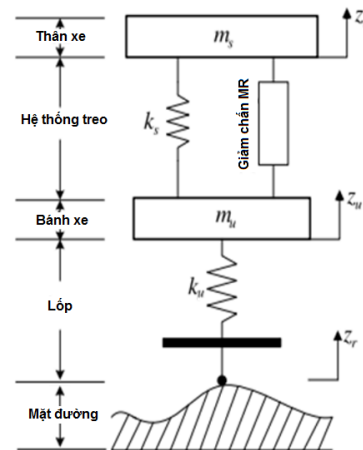 Thân xe
Hệ thống treo
Bánh xe
Lốp
Mặt đường
m_s
k_s
Giảm chấn MR
m_u
k_u
z
z_u
z_r